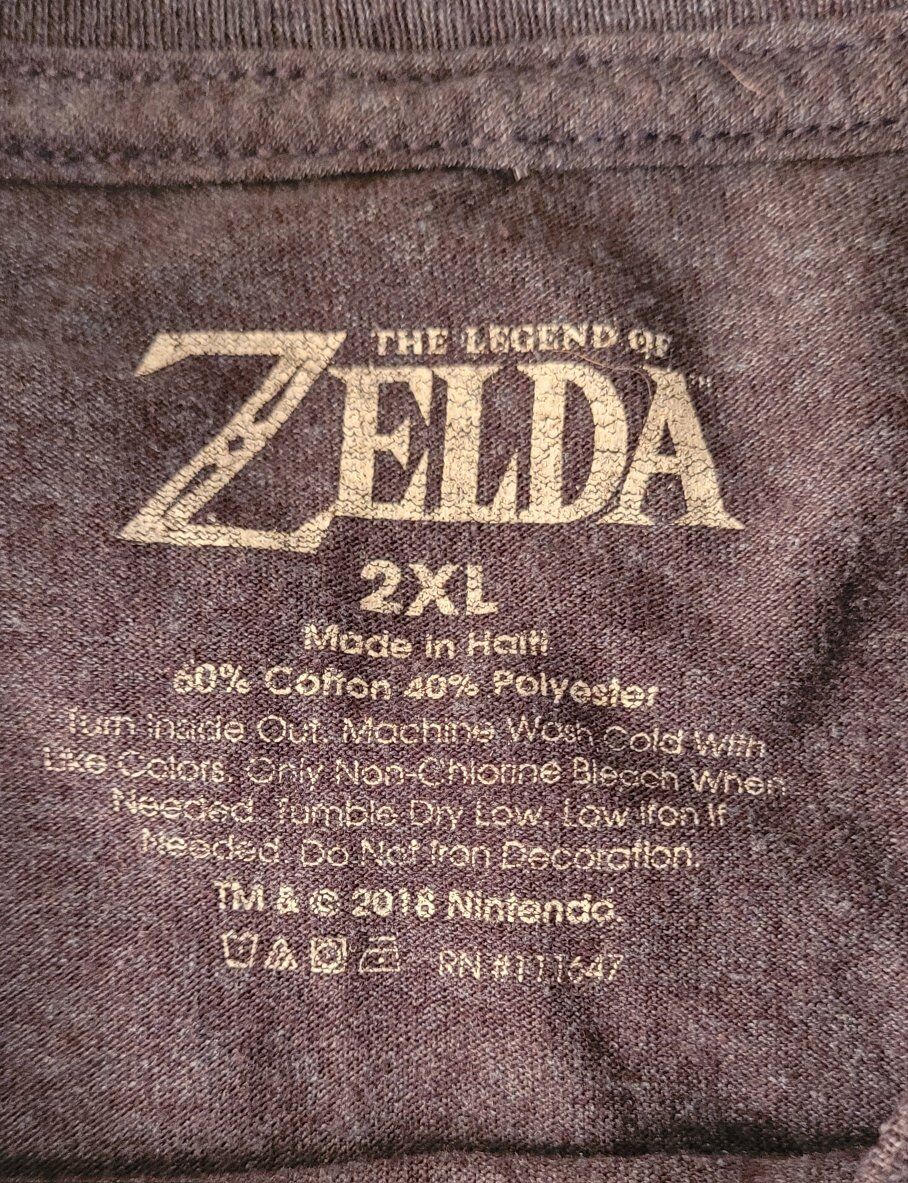 THE LEGEND OF
ZELDA™
2XL
Made in Haiti
60% Cotton 40% Polyester
Turn Inside Out. Machine Wash Cold With
Like Colors. Only Non-Chlorine Bleach When
Needed. Tumble Dry Low. Low Iron If
Needed. Do Not Iron Decoration.
TM & © 2018 Nintendo.
RN #111647